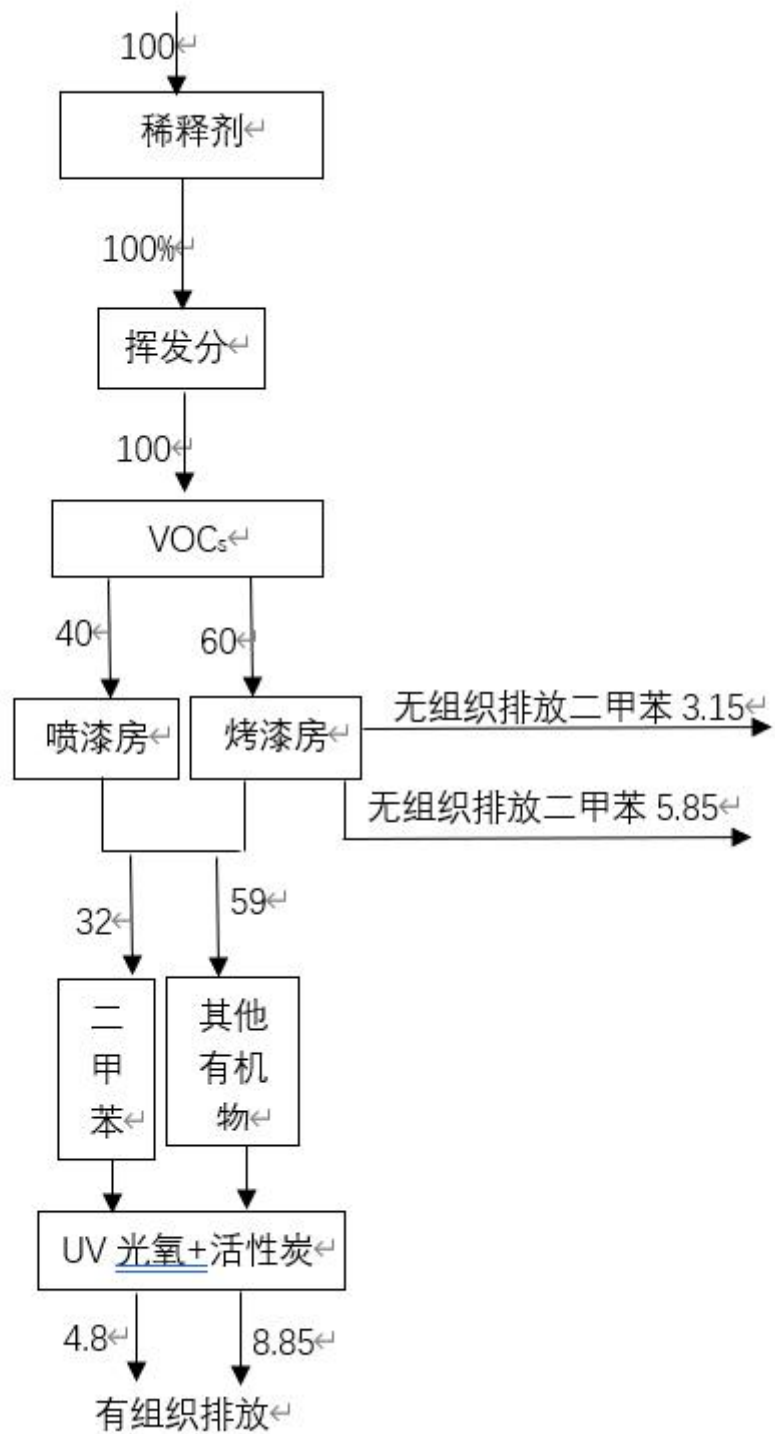 100
稀释剂
100%
挥发分
100
VOCs
40
60
喷漆房
烤漆房
无组织排放二甲苯 3.15
无组织排放二甲苯 5.85
32
59
二
甲
苯
其他
有机
物
UV 光氧+活性炭
4.8
8.85
有组织排放